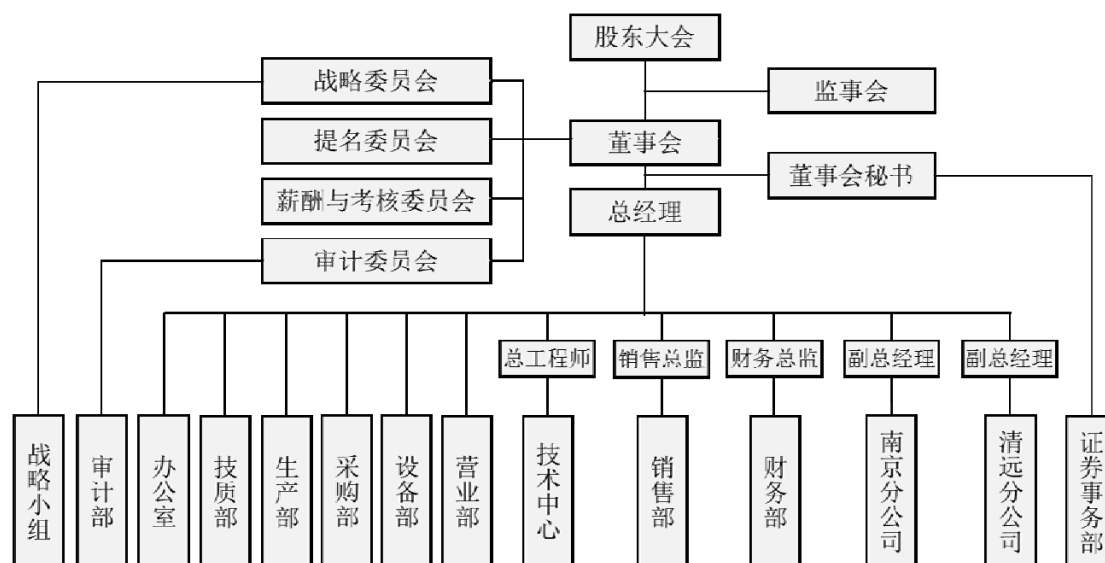 股东大会
战略委员会
监事会
提名委员会
董事会
董事会秘书
薪酬与考核委员会
总经理
审计委员会
总工程师
销售总监
财务总监
副总经理
副总经理
战略小组
审计部
办公室
技质部
生产部
采购部
设备部
营业部
技术中心
销售部
财务部
南京分公司
清远分公司
证券事务部